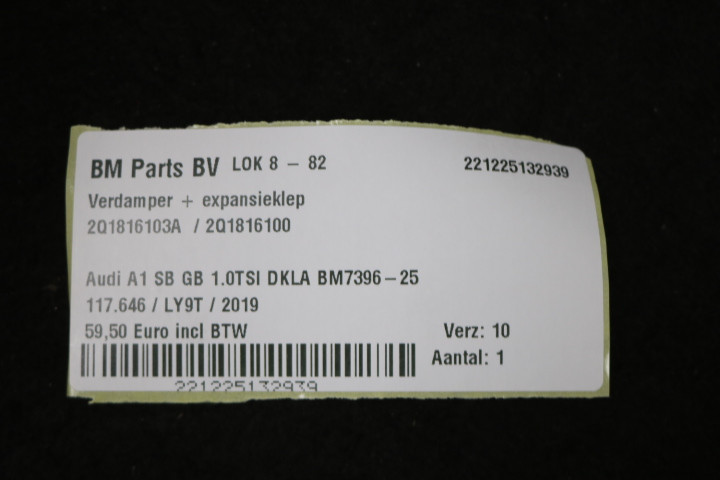 BM Parts BV LOK 8 - 82 221225132939
Verdamper + expansieklep
2Q1816103A / 2Q1816100
Audi A1 SB GB 1.0TSI DKLA BM7396-25
117.646 / LY9T / 2019
59,50 Euro incl BTW Verz: 10
Aantal: 1
221225132939